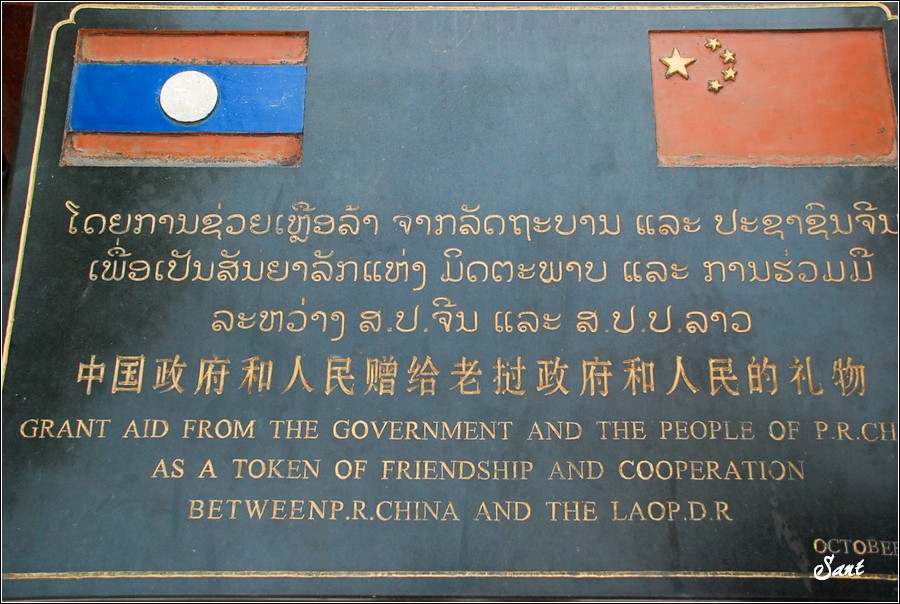 ໂດຍການຊ່ວຍເຫຼືອລ້າ ຈາກລັດຖະບານ ແລະ ປະຊາຊົນຈີນ
ເພື່ອເປັນສັນຍາລັກແຫ່ງ ມິດຕະພາບ ແລະ ການຮ່ວມມື
ລະຫວ່າງ ສ.ປ.ຈີນ ແລະ ສ.ປ.ປ.ລາວ
中国政府和人民赠给老挝政府和人民的礼物
GRANT AID FROM THE GOVERNMENT AND THE PEOPLE OF P.R.CH
AS A TOKEN OF FRIENDSHIP AND COOPERATION
BETWEENP.R.CHINA AND THE LAOP.D.R
OCTOBER
Sant